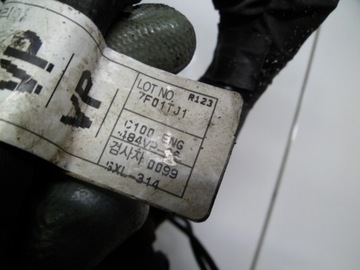 VP
VP
LOT NO. R123
7F01TJ1
C100 ENG
검사자 0099
SXL-314